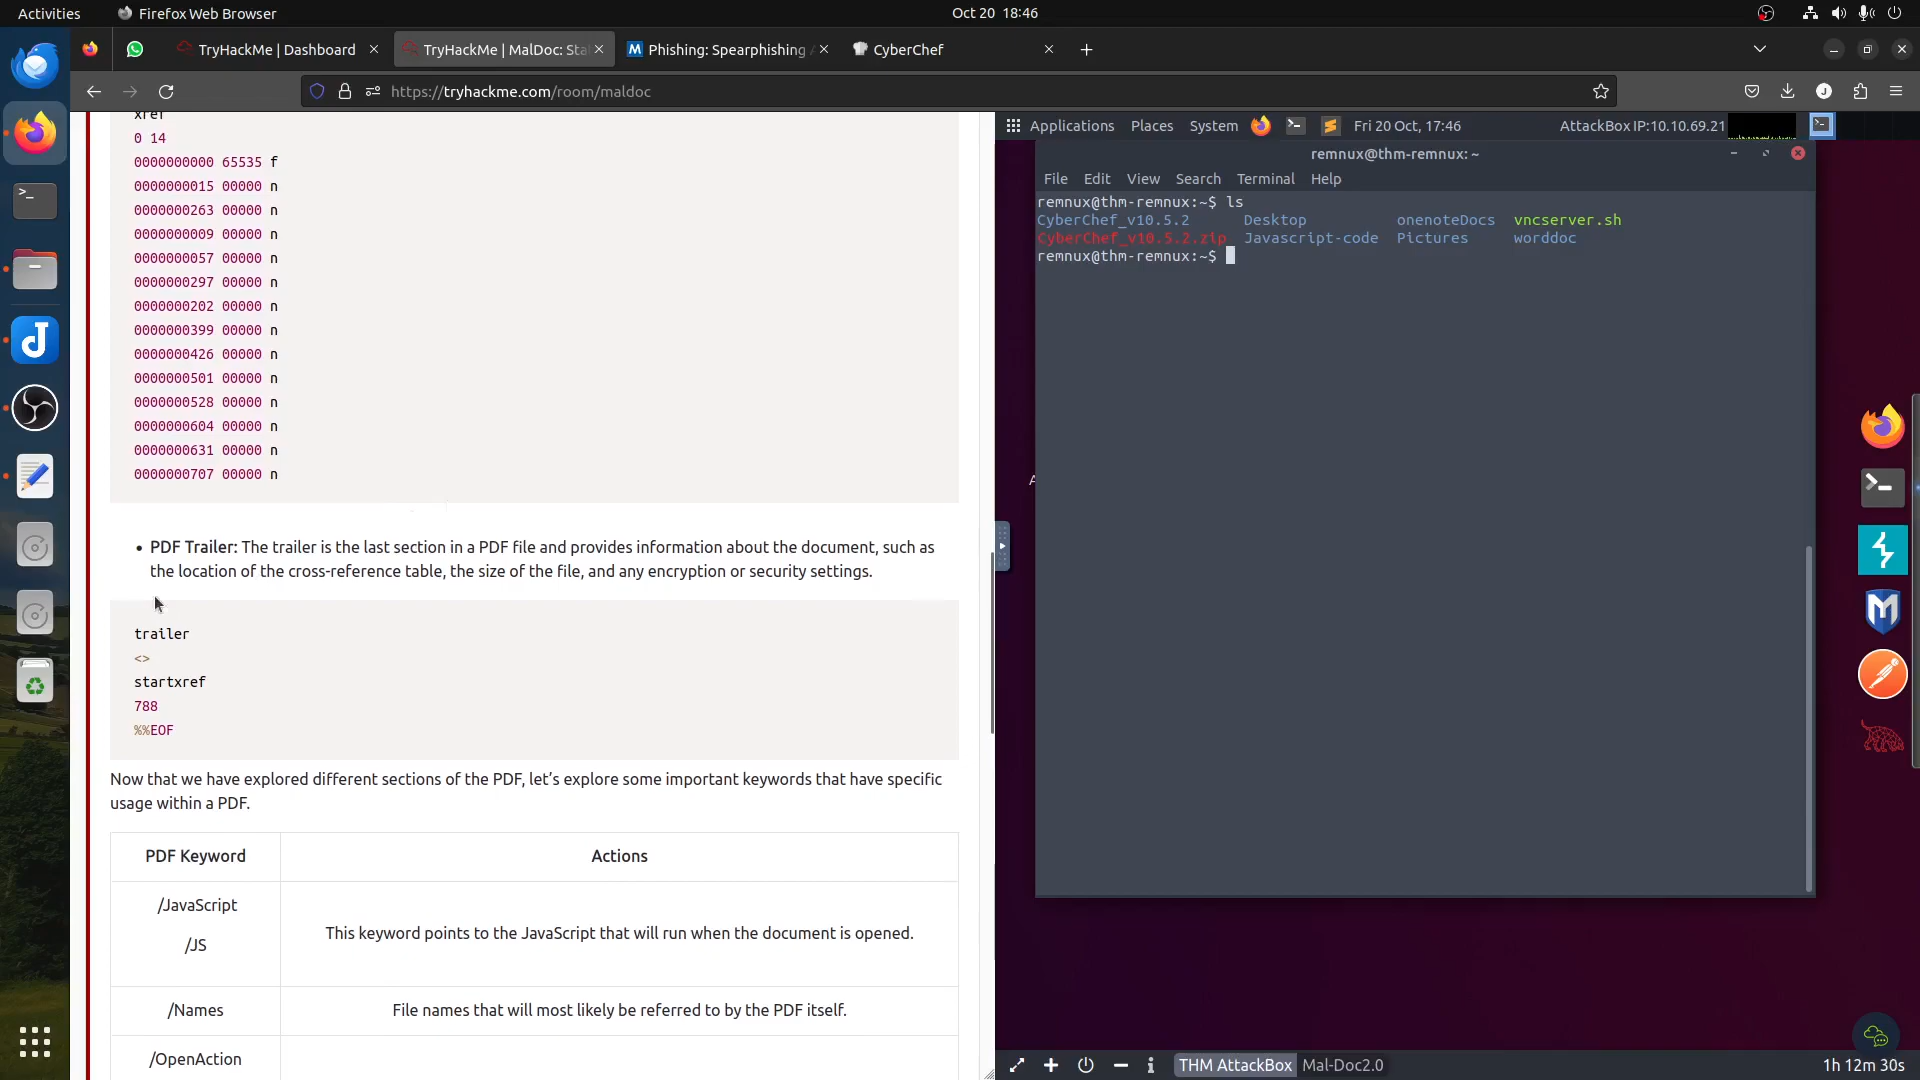 Activities
Firefox Web Browser
Oct 20 18:46
TryHackMe | Dashboard
TryHackMe | MalDoc: Sta
Phishing: Spearphishing
CyberChef
https://tryhackme.com/room/maldoc
xref
0 14
0000000000 65535 f
0000000015 00000 n
0000000263 00000 n
0000000009 00000 n
0000000057 00000 n
0000000297 00000 n
0000000202 00000 n
0000000399 00000 n
0000000426 00000 n
0000000501 00000 n
0000000528 00000 n
0000000604 00000 n
0000000631 00000 n
0000000707 00000 n
• PDF Trailer: The trailer is the last section in a PDF file and provides information about the document, such as
the location of the cross-reference table, the size of the file, and any encryption or security settings.
trailer
<>
startxref
788
%%EOF
Now that we have explored different sections of the PDF, let's explore some important keywords that have specific
usage within a PDF.
PDF Keyword Actions
/JavaScript
/JS
This keyword points to the JavaScript that will run when the document is opened.
/Names File names that will most likely be referred to by the PDF itself.
/OpenAction
Applications Places System Fri 20 Oct, 17:46 AttackBox IP:10.10.69.21
remnux@thm-remnux: ~
File Edit View Search Terminal Help
remnux@thm-remnux:~$ ls
CyberChef_v10.5.2 Desktop onenoteDocs vncserver.sh
CyberChef_v10.5.2.zip Javascript-code Pictures worddoc
remnux@thm-remnux:~$
THM AttackBox Mal-Doc2.0
1h 12m 30s